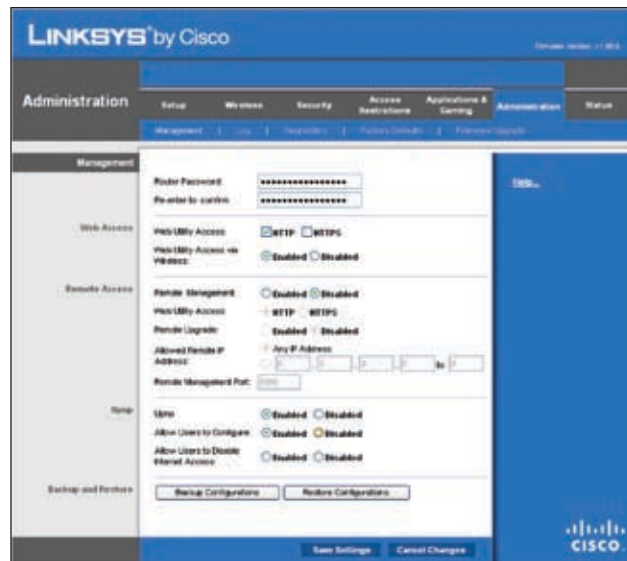 LINKSYS® by Cisco
Firmware Version: v1.00.0
Administration
Setup Wireless Security Access Restrictions Applications & Gaming Administration Status
Management | Log | Diagnostics | Factory Defaults | Firmware Upgrade
Management
Router Password:
Re-enter to confirm:
Help...
Web Access
Web Utility Access: HTTP HTTPS
Web Utility Access via Wireless: Enabled Disabled
Remote Access
Remote Management: Enabled Disabled
Web Utility Access: HTTP HTTPS
Remote Upgrade: Enabled Disabled
Allowed Remote IP Address: Any IP Address
to
Remote Management Port:
UPnP: Enabled Disabled
Allow Users to Configure: Enabled Disabled
Allow Users to Disable Internet Access: Enabled Disabled
Backup and Restore
Backup Configurations Restore Configurations
Save Settings Cancel Changes
CISCO